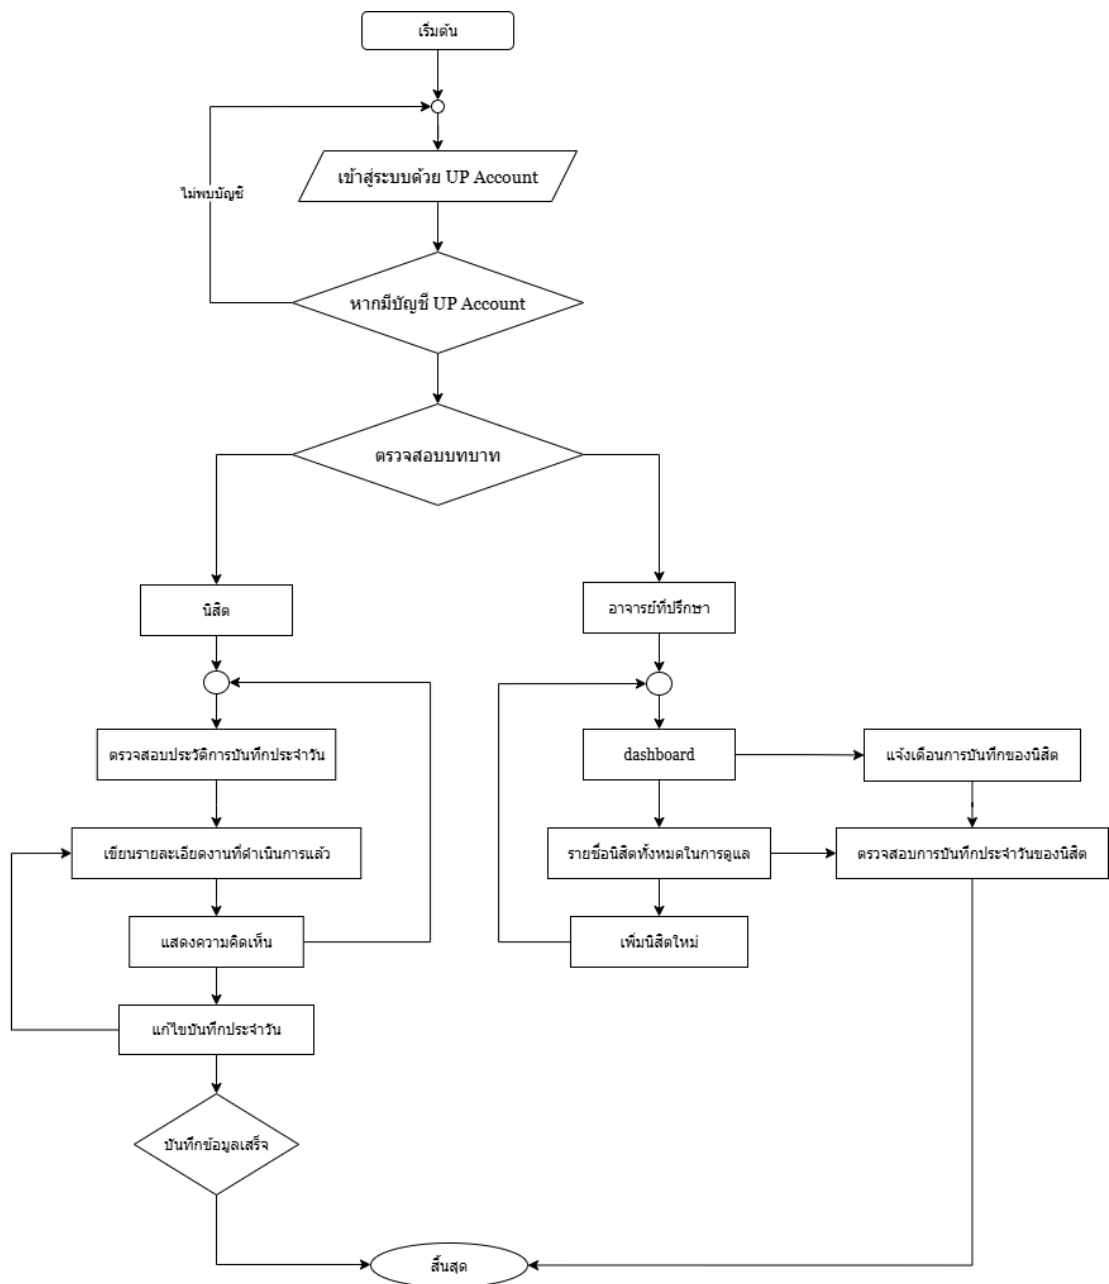 เริ่มต้น
เข้าสู่ระบบด้วย UP Account
ไม่พบบัญชี
หากมีบัญชี UP Account
ตรวจสอบบทบาท
นิสิต
อาจารย์ที่ปรึกษา
ตรวจสอบประวัติการบันทึกประจำวัน
dashboard
แจ้งเตือนการบันทึกของนิสิต
เขียนรายละเอียดงานที่ดำเนินการแล้ว
รายชื่อนิสิตทั้งหมดในการดูแล
ตรวจสอบการบันทึกประจำวันของนิสิต
แสดงความคิดเห็น
เพิ่มนิสิตใหม่
แก้ไขบันทึกประจำวัน
บันทึกข้อมูลเสร็จ
สิ้นสุด